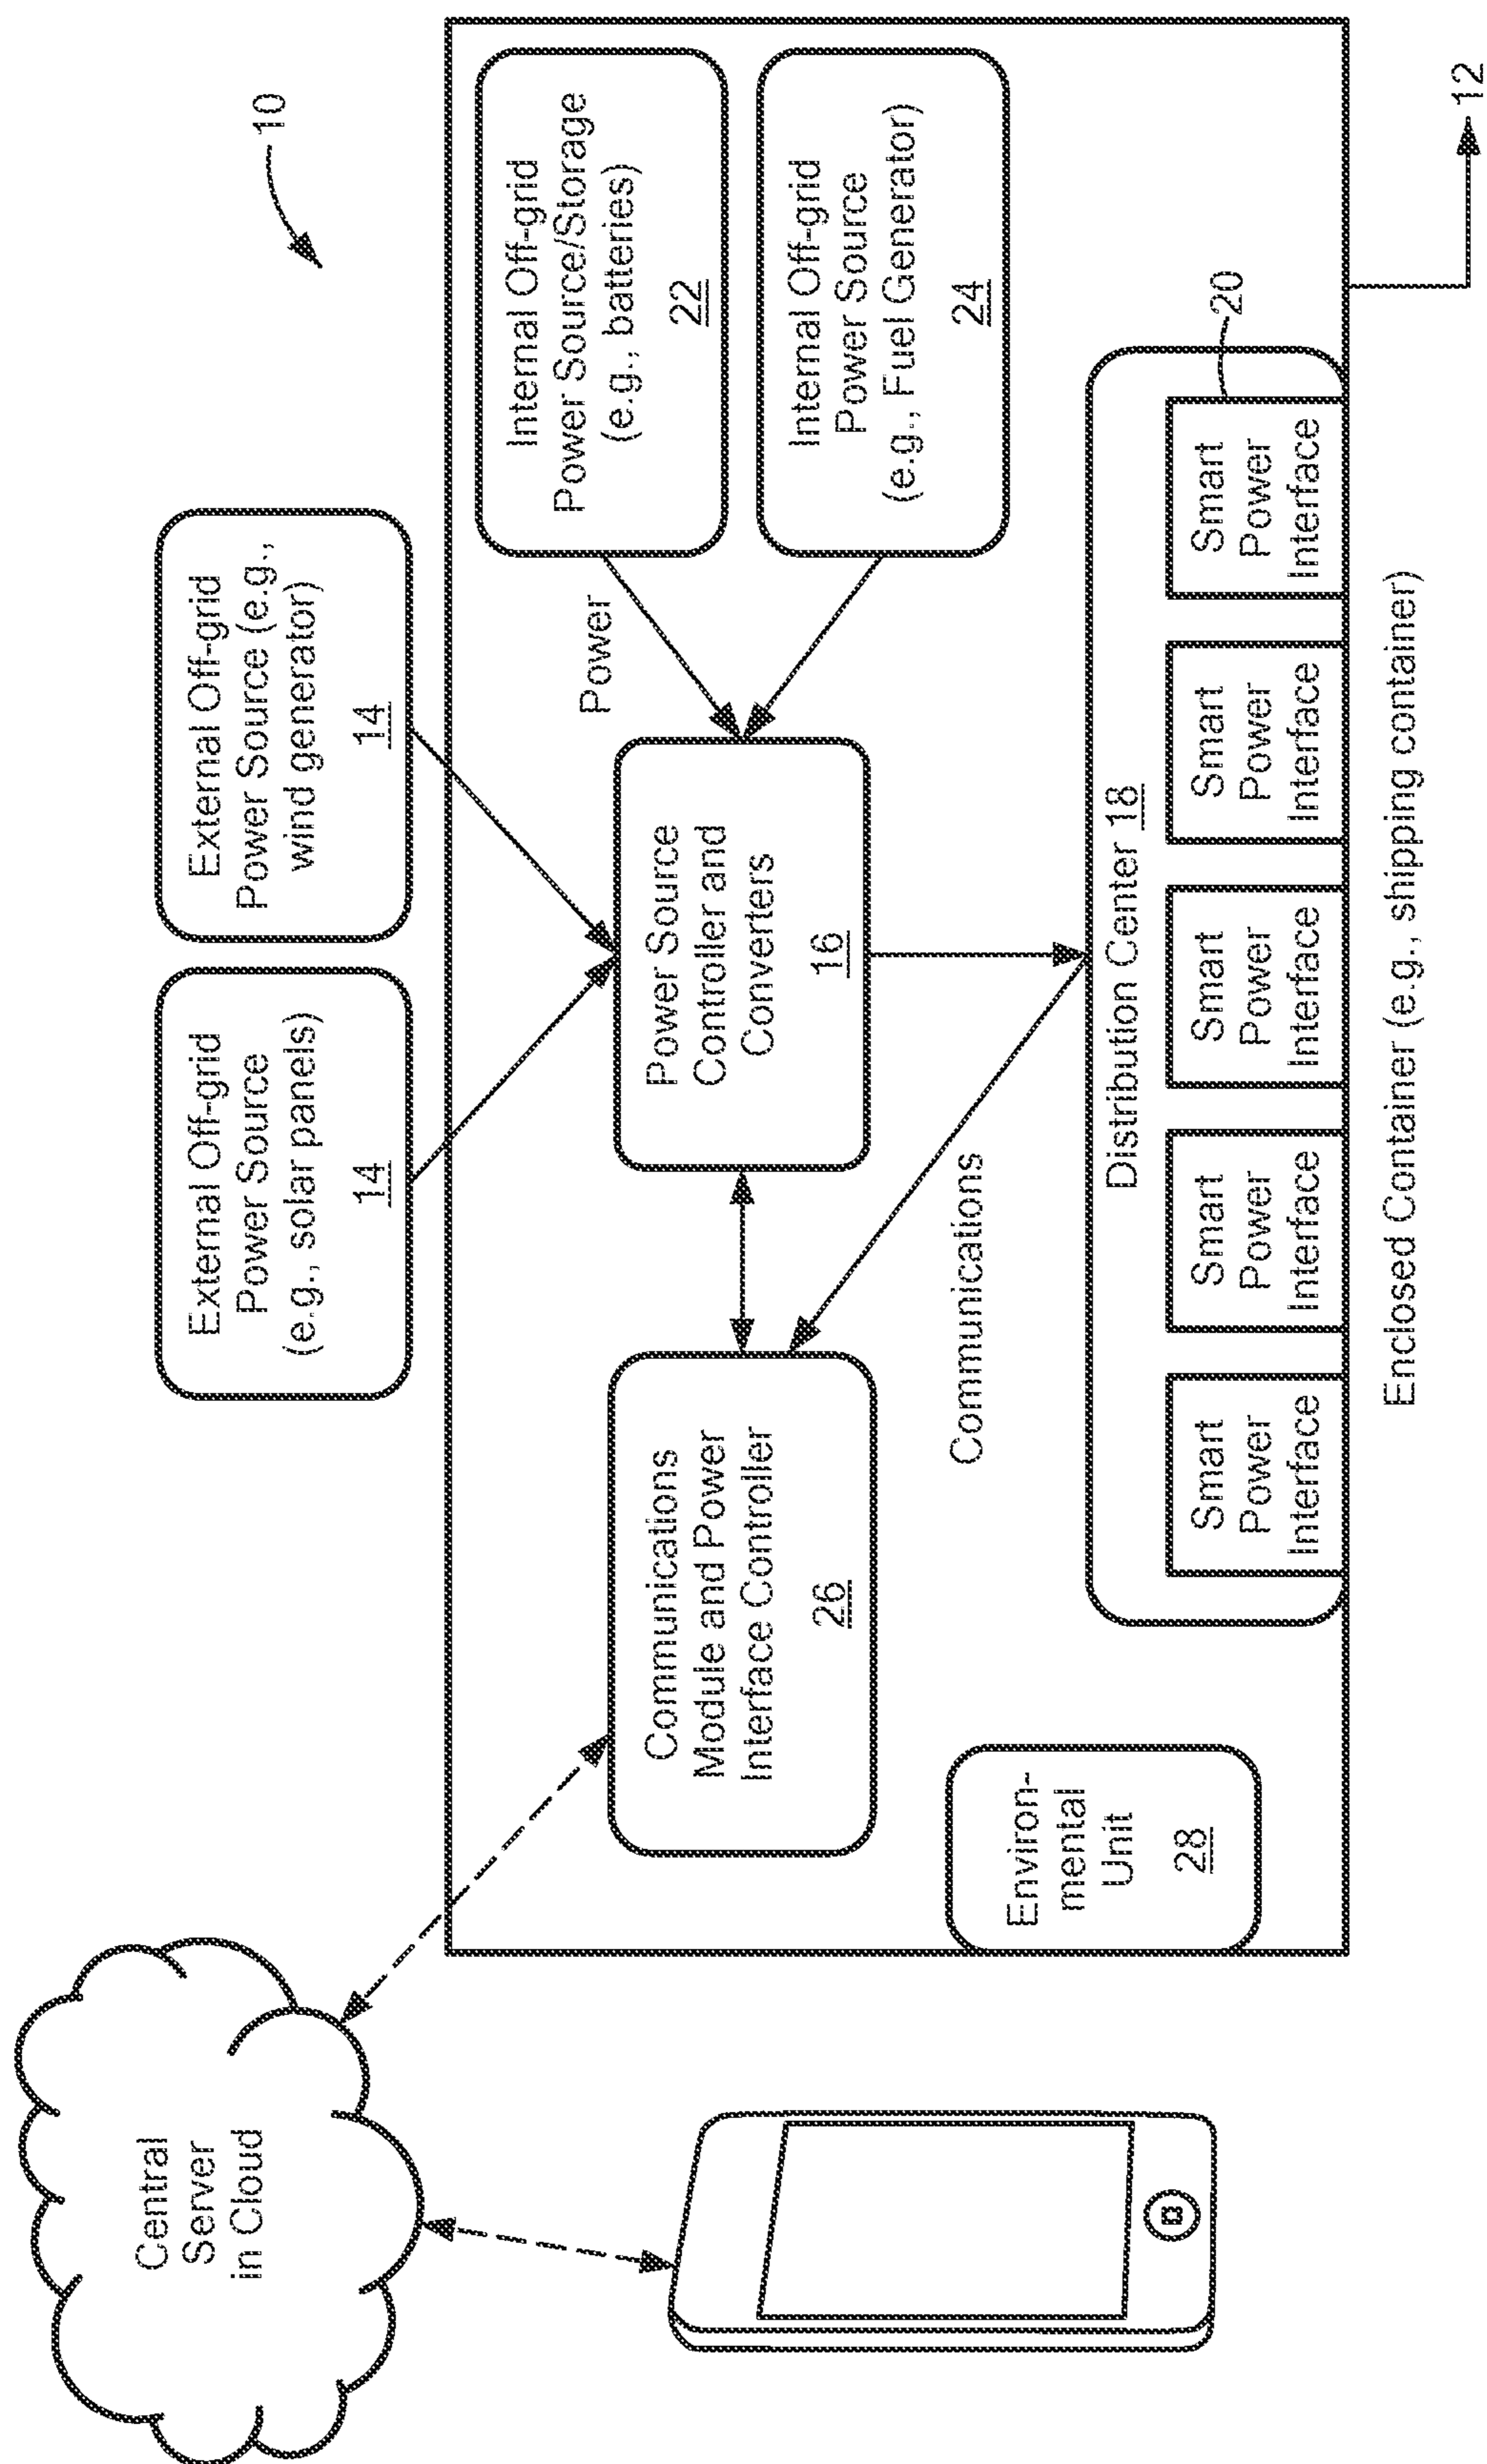 10
External Off-grid
Power Source
(e.g., solar panels)
14
External Off-grid
Power Source (e.g.,
wind generator)
14
Central
Server
in Cloud
Communications
Module and Power
Interface Controller
26
Power Source
Controller and
Converters
16
Power
Internal Off-grid
Power Source/Storage
(e.g., batteries)
22
Internal Off-grid
Power Source
(e.g., Fuel Generator)
24
Communications
Environ-
mental
Unit
28
Distribution Center 18
20
Smart
Power
Interface
Smart
Power
Interface
Smart
Power
Interface
Smart
Power
Interface
Smart
Power
Interface
Enclosed Container (e.g., shipping container)
12